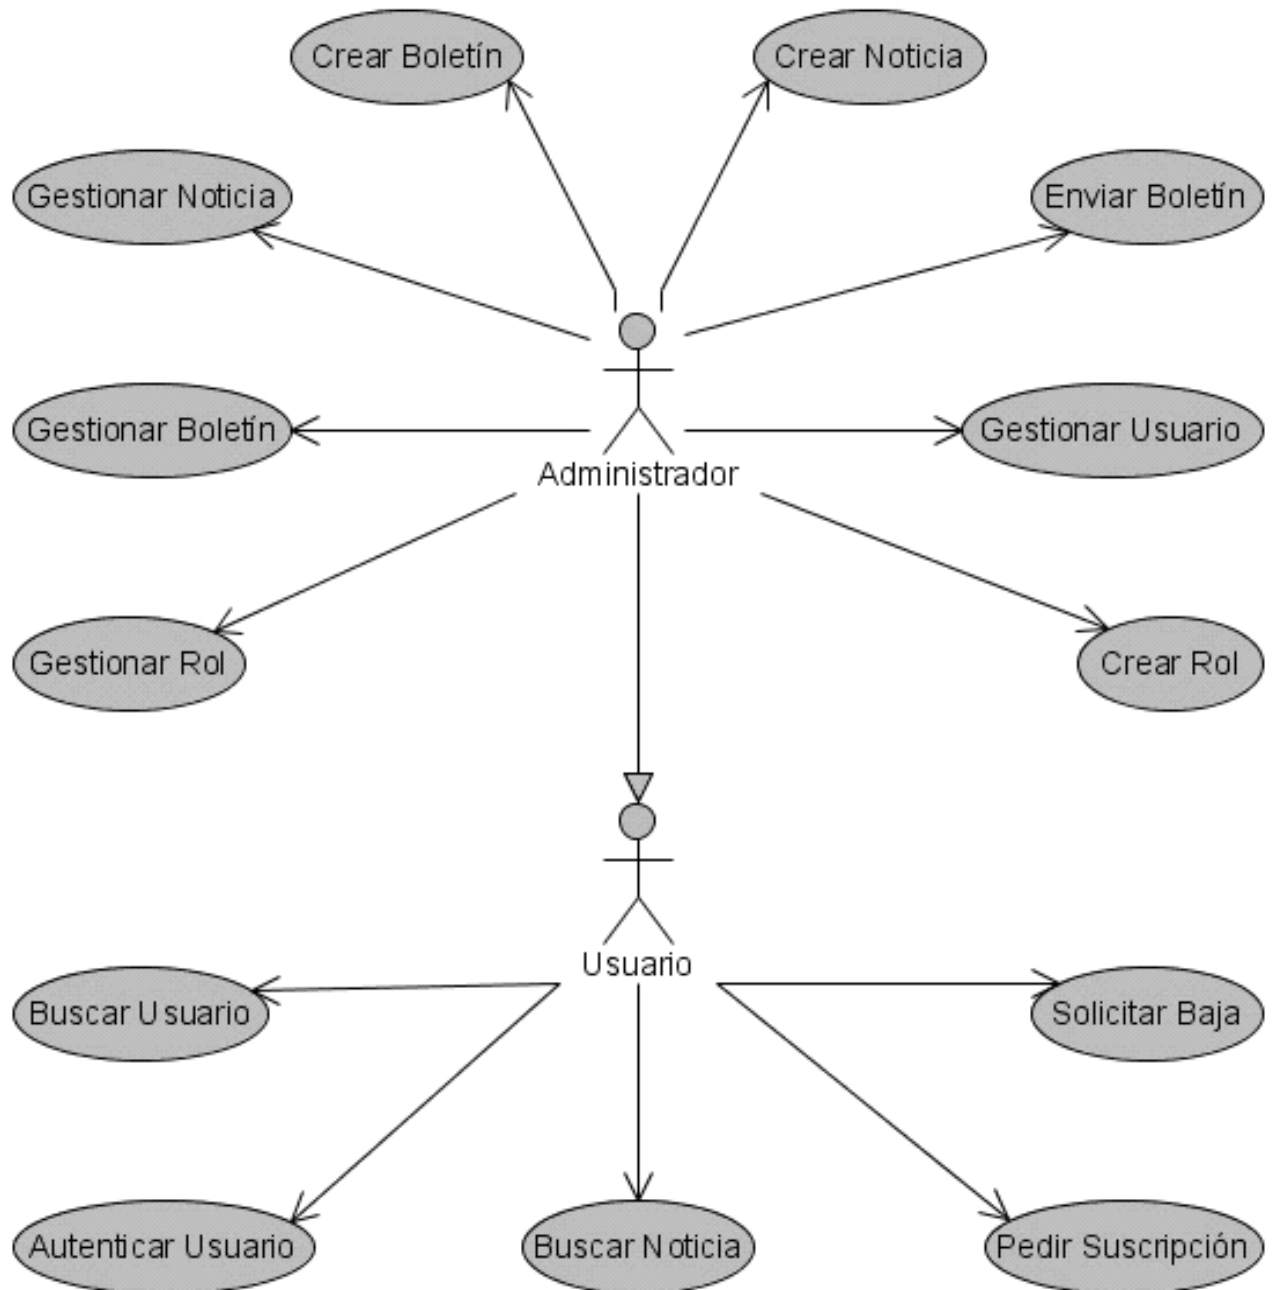 Crear Boletín
Crear Noticia
Gestionar Noticia
Enviar Boletín
Gestionar Boletín
Gestionar Usuario
Administrador
Gestionar Rol
Crear Rol
Usuario
Buscar Usuario
Solicitar Baja
Autenticar Usuario
Buscar Noticia
Pedir Suscripción